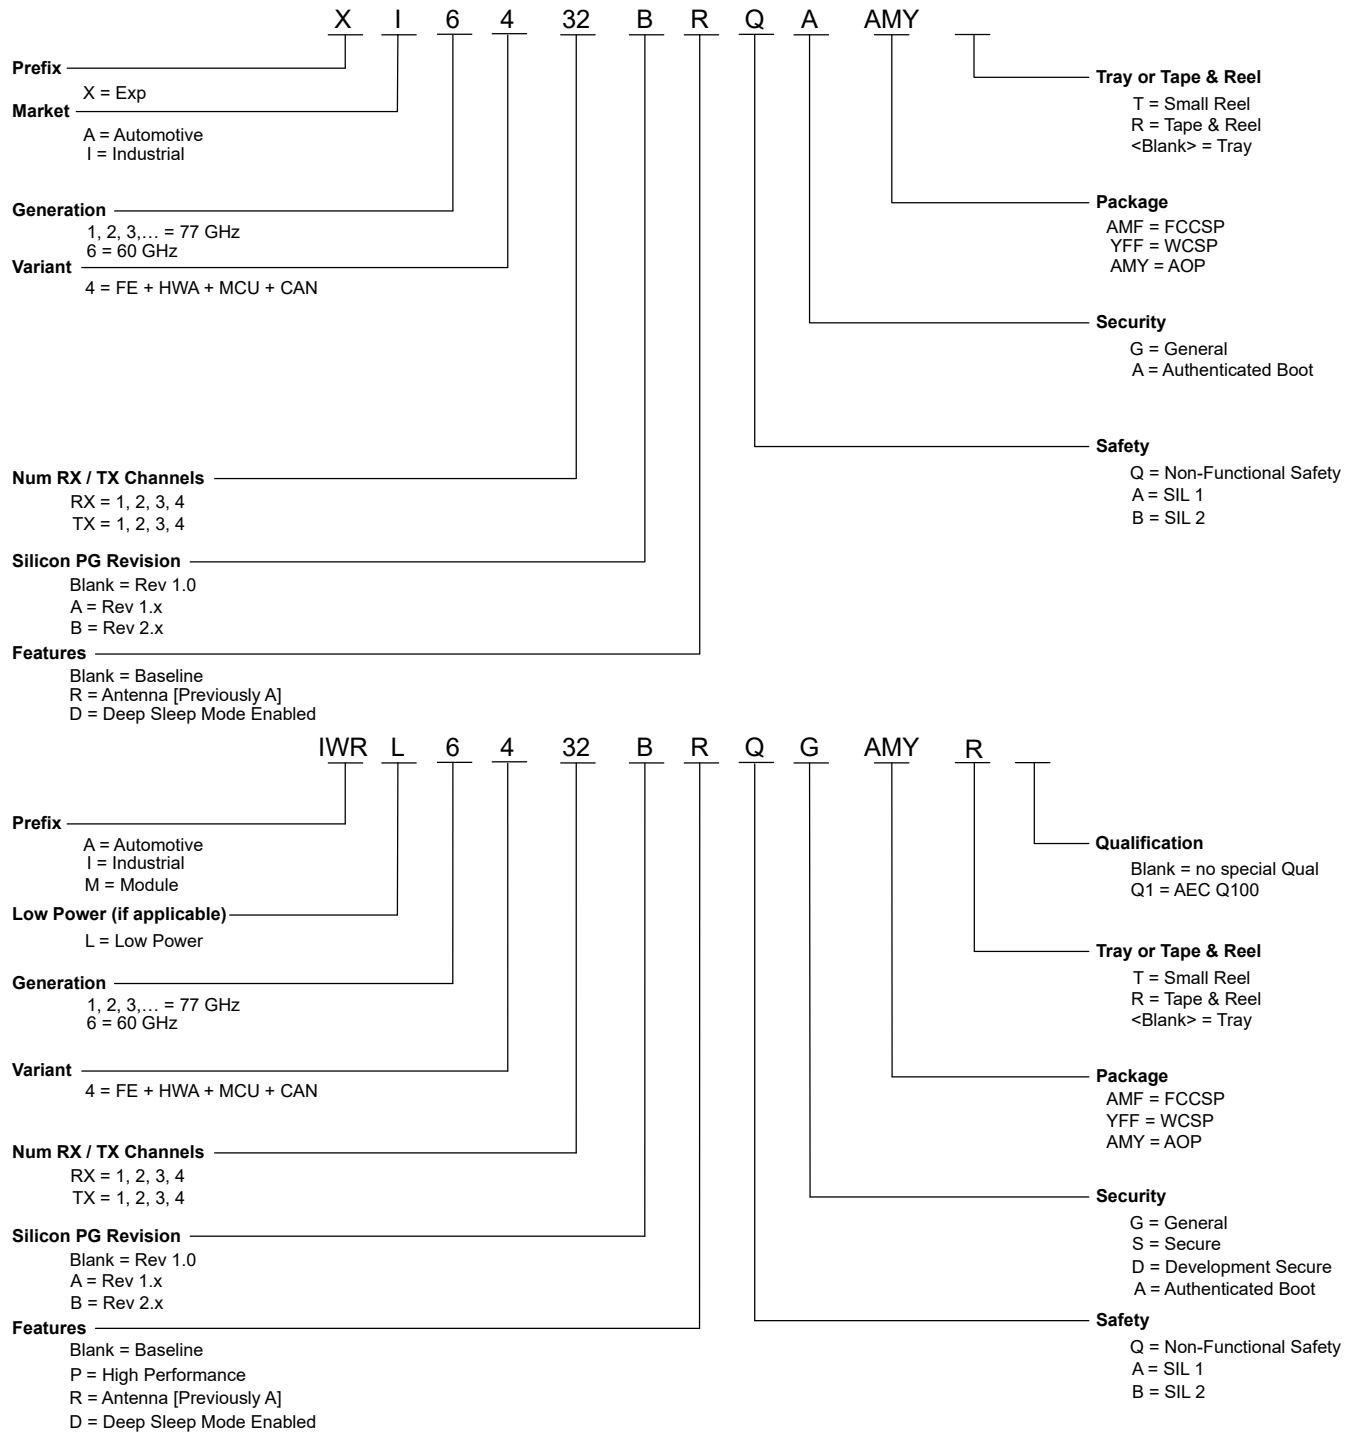 X I 6 4 32 B R Q A AMY
Prefix
X = Exp
Market
A = Automotive
I = Industrial
Generation
1, 2, 3,... = 77 GHz
6 = 60 GHz
Variant
4 = FE + HWA + MCU + CAN
Num RX / TX Channels
RX = 1, 2, 3, 4
TX = 1, 2, 3, 4
Silicon PG Revision
Blank = Rev 1.0
A = Rev 1.x
B = Rev 2.x
Features
Blank = Baseline
R = Antenna [Previously A]
D = Deep Sleep Mode Enabled
Tray or Tape & Reel
T = Small Reel
R = Tape & Reel
<Blank> = Tray
Package
AMF = FCCSP
YFF = WCSP
AMY = AOP
Security
G = General
A = Authenticated Boot
Safety
Q = Non-Functional Safety
A = SIL 1
B = SIL 2
IWR L 6 4 32 B R Q G AMY R
Prefix
A = Automotive
I = Industrial
M = Module
Low Power (if applicable)
L = Low Power
Generation
1, 2, 3,... = 77 GHz
6 = 60 GHz
Variant
4 = FE + HWA + MCU + CAN
Num RX / TX Channels
RX = 1, 2, 3, 4
TX = 1, 2, 3, 4
Silicon PG Revision
Blank = Rev 1.0
A = Rev 1.x
B = Rev 2.x
Features
Blank = Baseline
P = High Performance
R = Antenna [Previously A]
D = Deep Sleep Mode Enabled
Qualification
Blank = no special Qual
Q1 = AEC Q100
Tray or Tape & Reel
T = Small Reel
R = Tape & Reel
<Blank> = Tray
Package
AMF = FCCSP
YFF = WCSP
AMY = AOP
Security
G = General
S = Secure
D = Development Secure
A = Authenticated Boot
Safety
Q = Non-Functional Safety
A = SIL 1
B = SIL 2